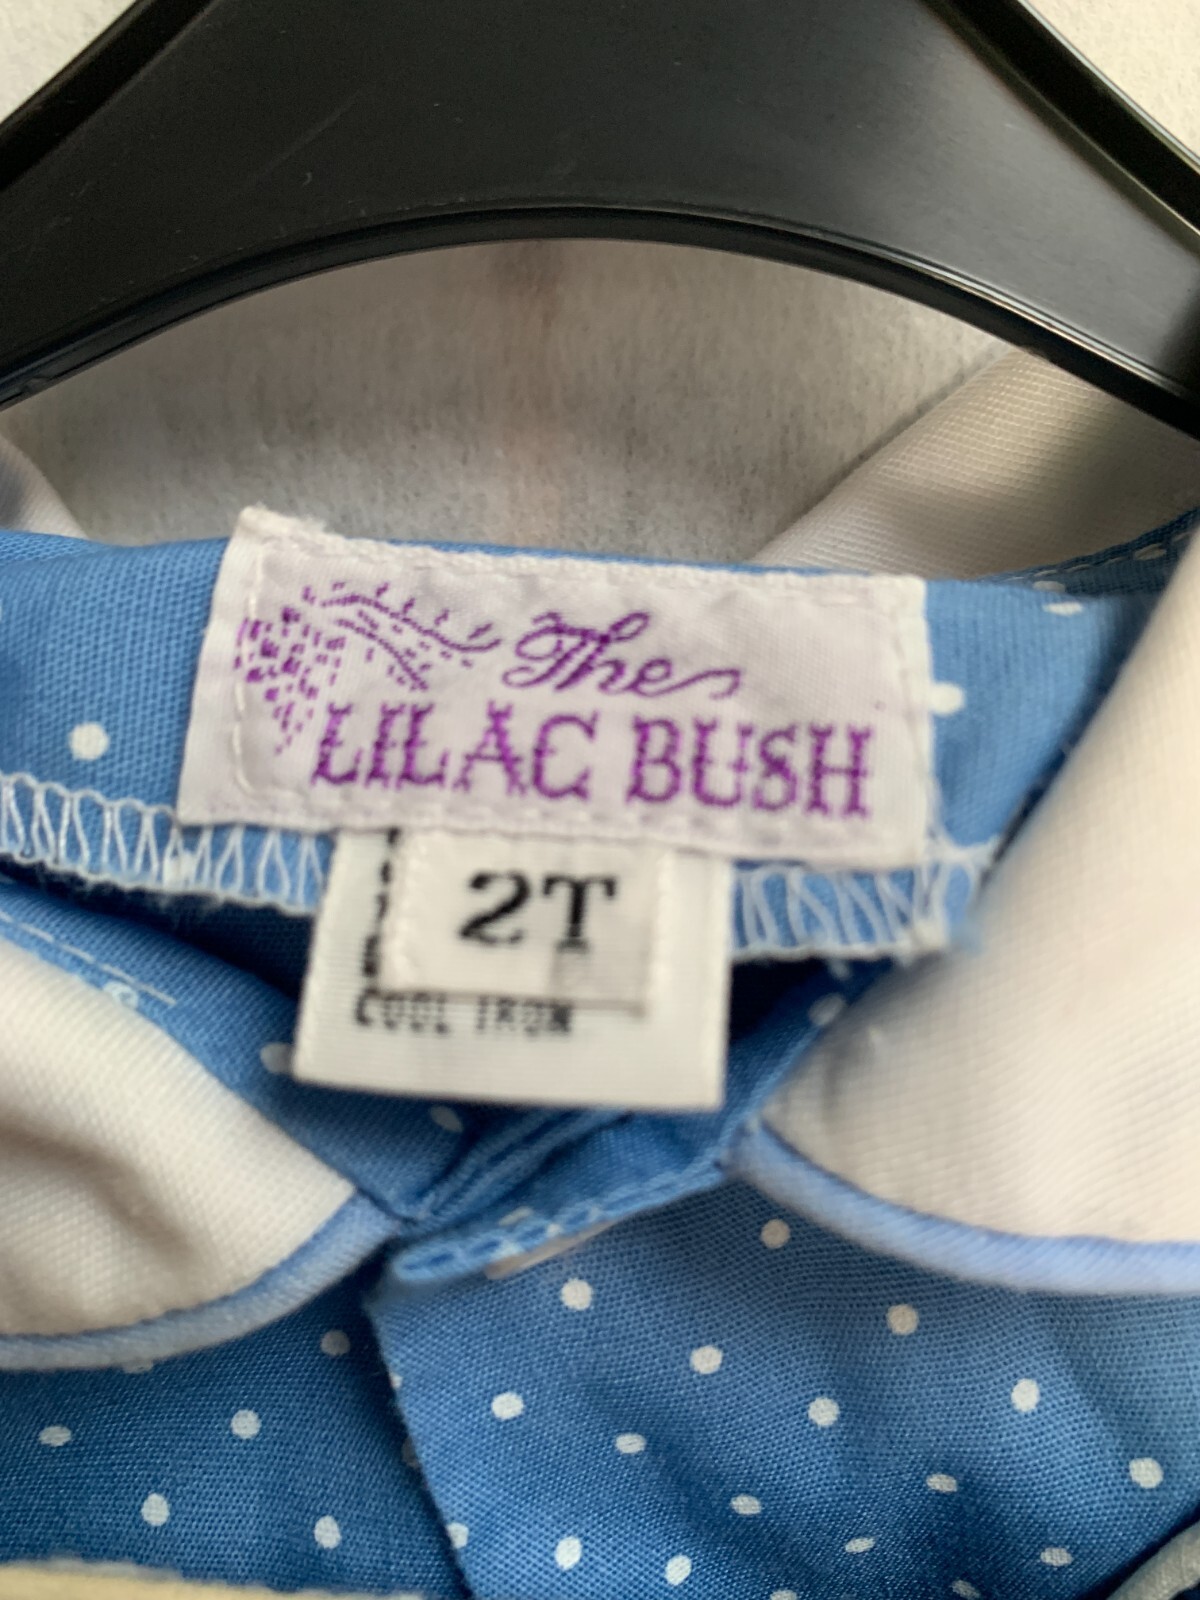 The
LILAC BUSH
2T
COOL IRON